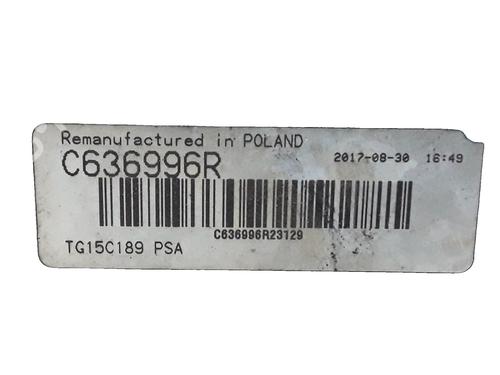 Remanufactured in POLAND
C636996R 2017-08-30 16:49
C636996R23129
TG15C189 PSA